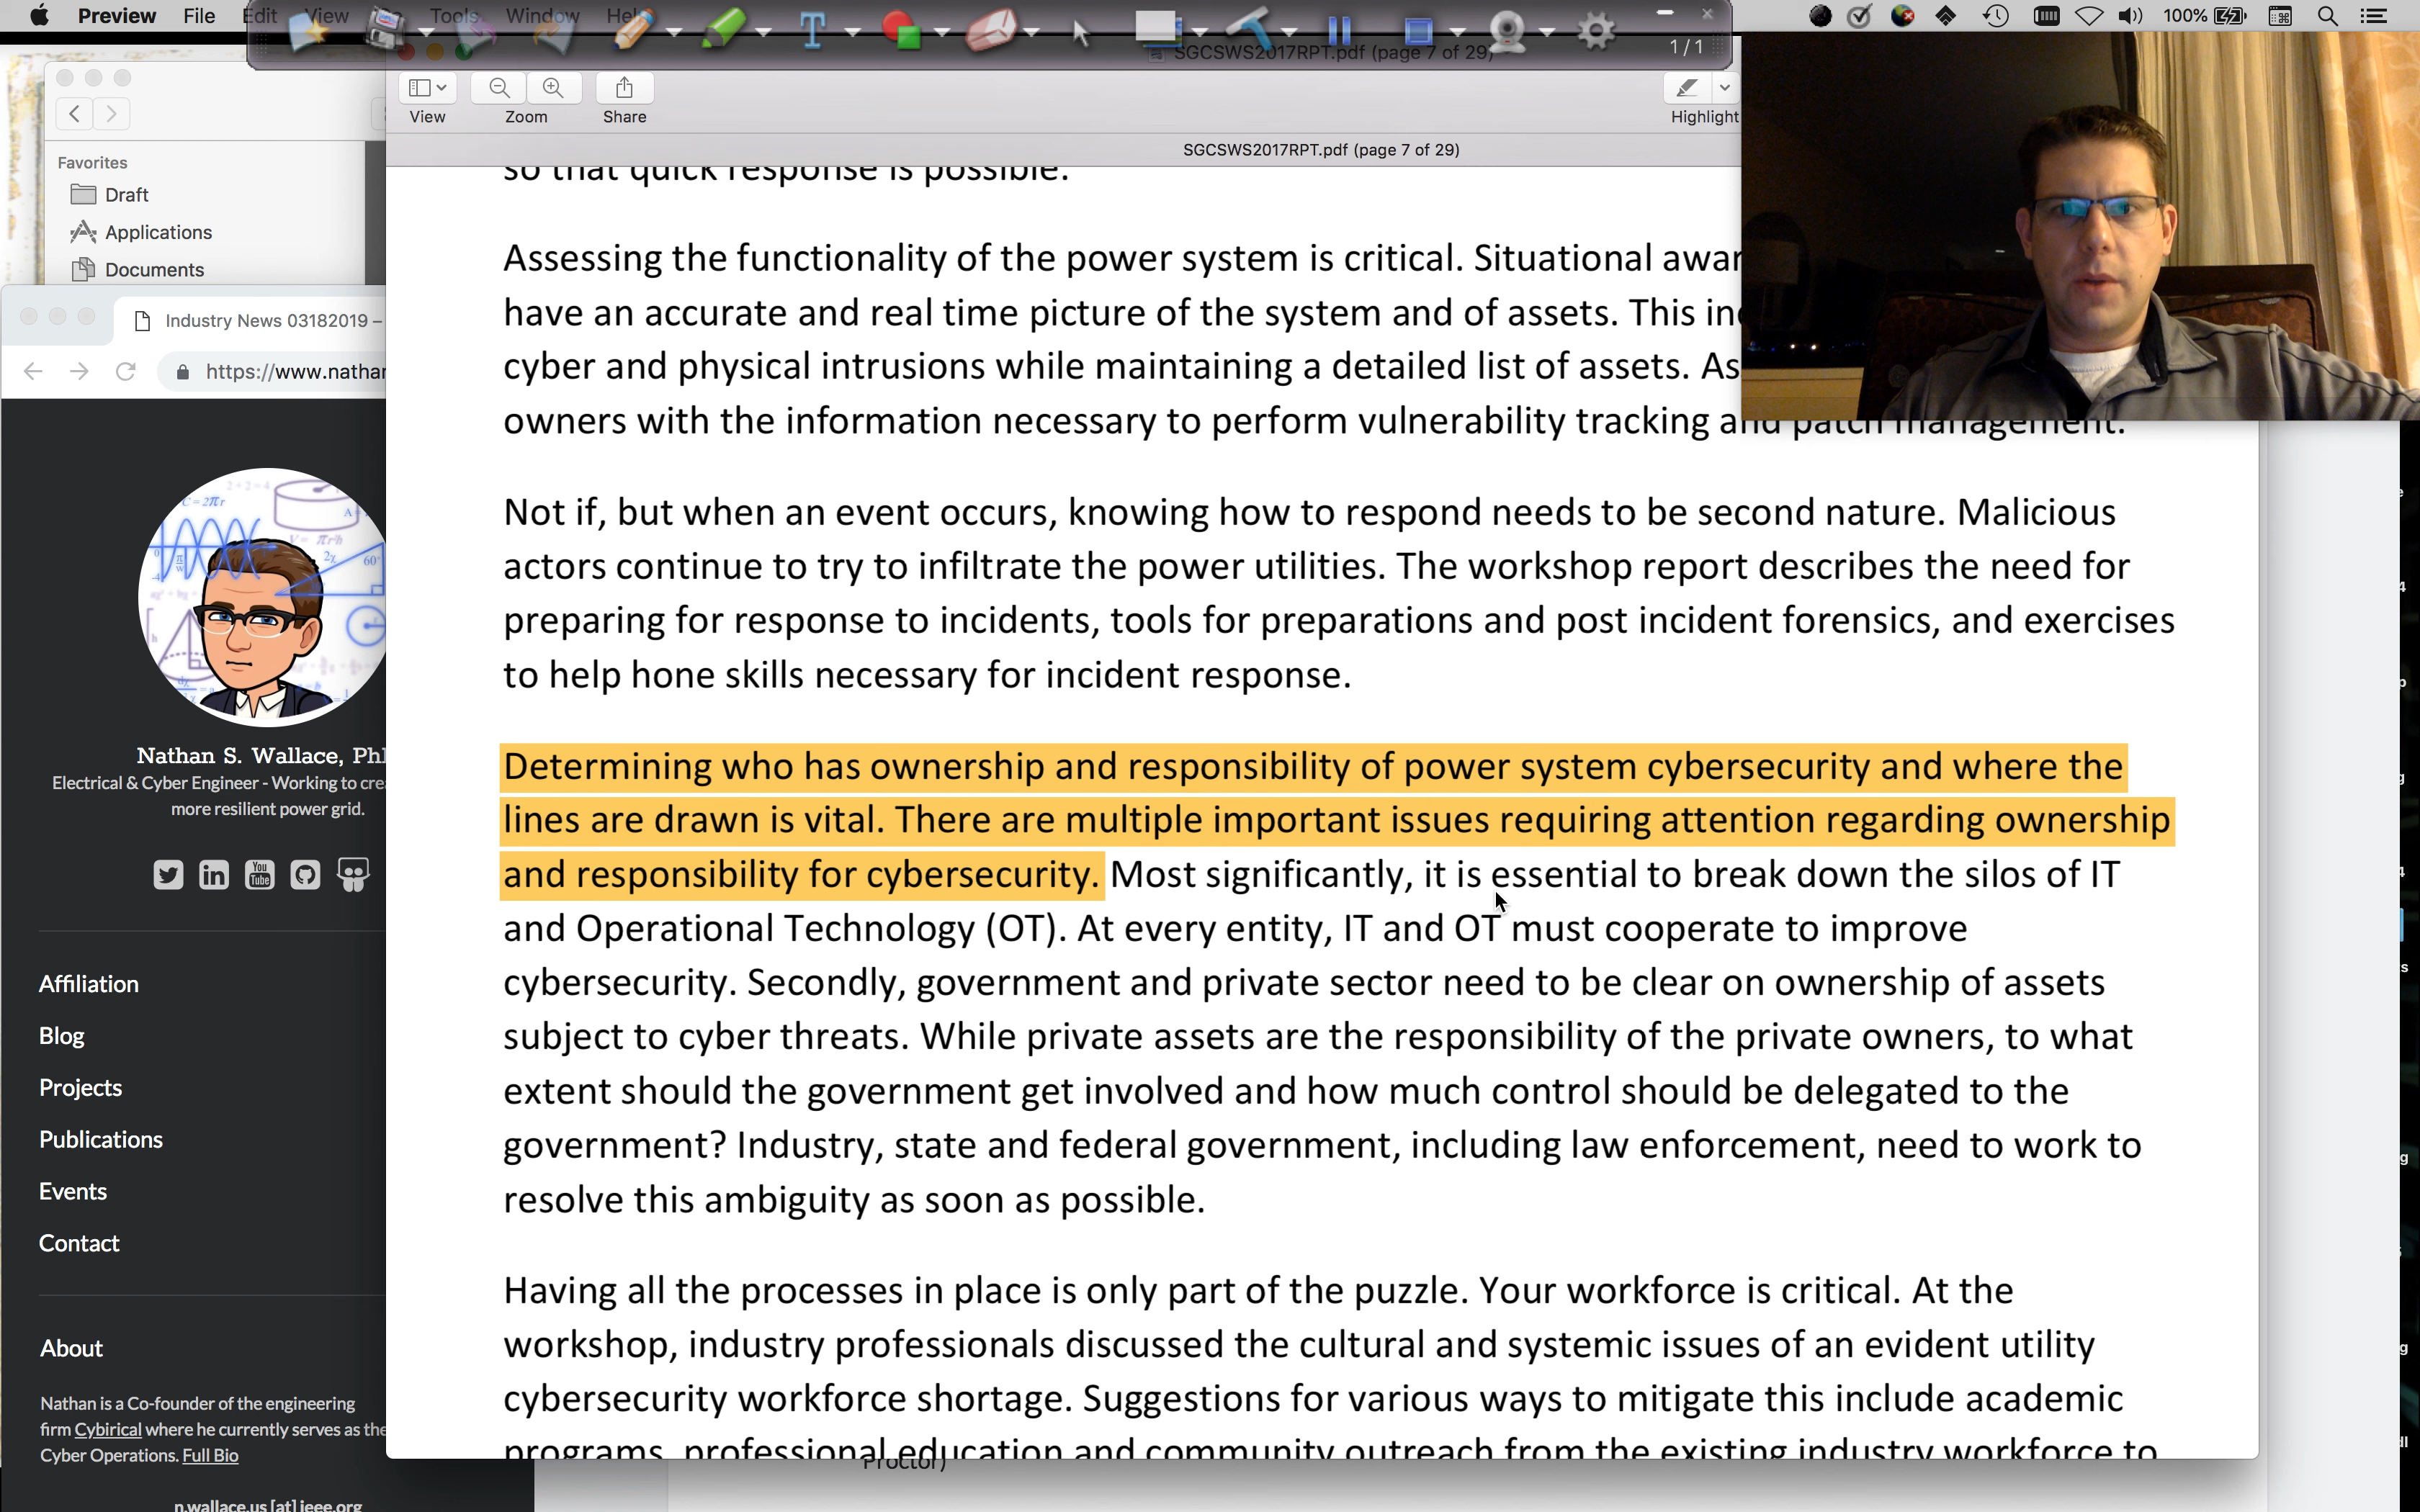 Preview File Edit View Tools Window Help
100%
1/1
SGCSWS2017RPT.pdf (page 7 of 29)
View Zoom Share Highlight
SGCSWS2017RPT.pdf (page 7 of 29)
Favorites
Draft
Applications
Documents
Industry News 03182019 –
https://www.nathan
Nathan S. Wallace, PhD
Electrical & Cyber Engineer - Working to cre
more resilient power grid.
You Tube
Affiliation
Blog
Projects
Publications
Events
Contact
About
Nathan is a Co-founder of the engineering
firm Cybirical where he currently serves as the
Cyber Operations. Full Bio
n.wallace.us [at] ieee.org
so that quick response is possible.
Assessing the functionality of the power system is critical. Situational awar
have an accurate and real time picture of the system and of assets. This inc
cyber and physical intrusions while maintaining a detailed list of assets. As
owners with the information necessary to perform vulnerability tracking and patch management.
Not if, but when an event occurs, knowing how to respond needs to be second nature. Malicious
actors continue to try to infiltrate the power utilities. The workshop report describes the need for
preparing for response to incidents, tools for preparations and post incident forensics, and exercises
to help hone skills necessary for incident response.
Determining who has ownership and responsibility of power system cybersecurity and where the
lines are drawn is vital. There are multiple important issues requiring attention regarding ownership
and responsibility for cybersecurity. Most significantly, it is essential to break down the silos of IT
and Operational Technology (OT). At every entity, IT and OT must cooperate to improve
cybersecurity. Secondly, government and private sector need to be clear on ownership of assets
subject to cyber threats. While private assets are the responsibility of the private owners, to what
extent should the government get involved and how much control should be delegated to the
government? Industry, state and federal government, including law enforcement, need to work to
resolve this ambiguity as soon as possible.
Having all the processes in place is only part of the puzzle. Your workforce is critical. At the
workshop, industry professionals discussed the cultural and systemic issues of an evident utility
cybersecurity workforce shortage. Suggestions for various ways to mitigate this include academic
programs, professional education and community outreach from the existing industry workforce to
Proctor)